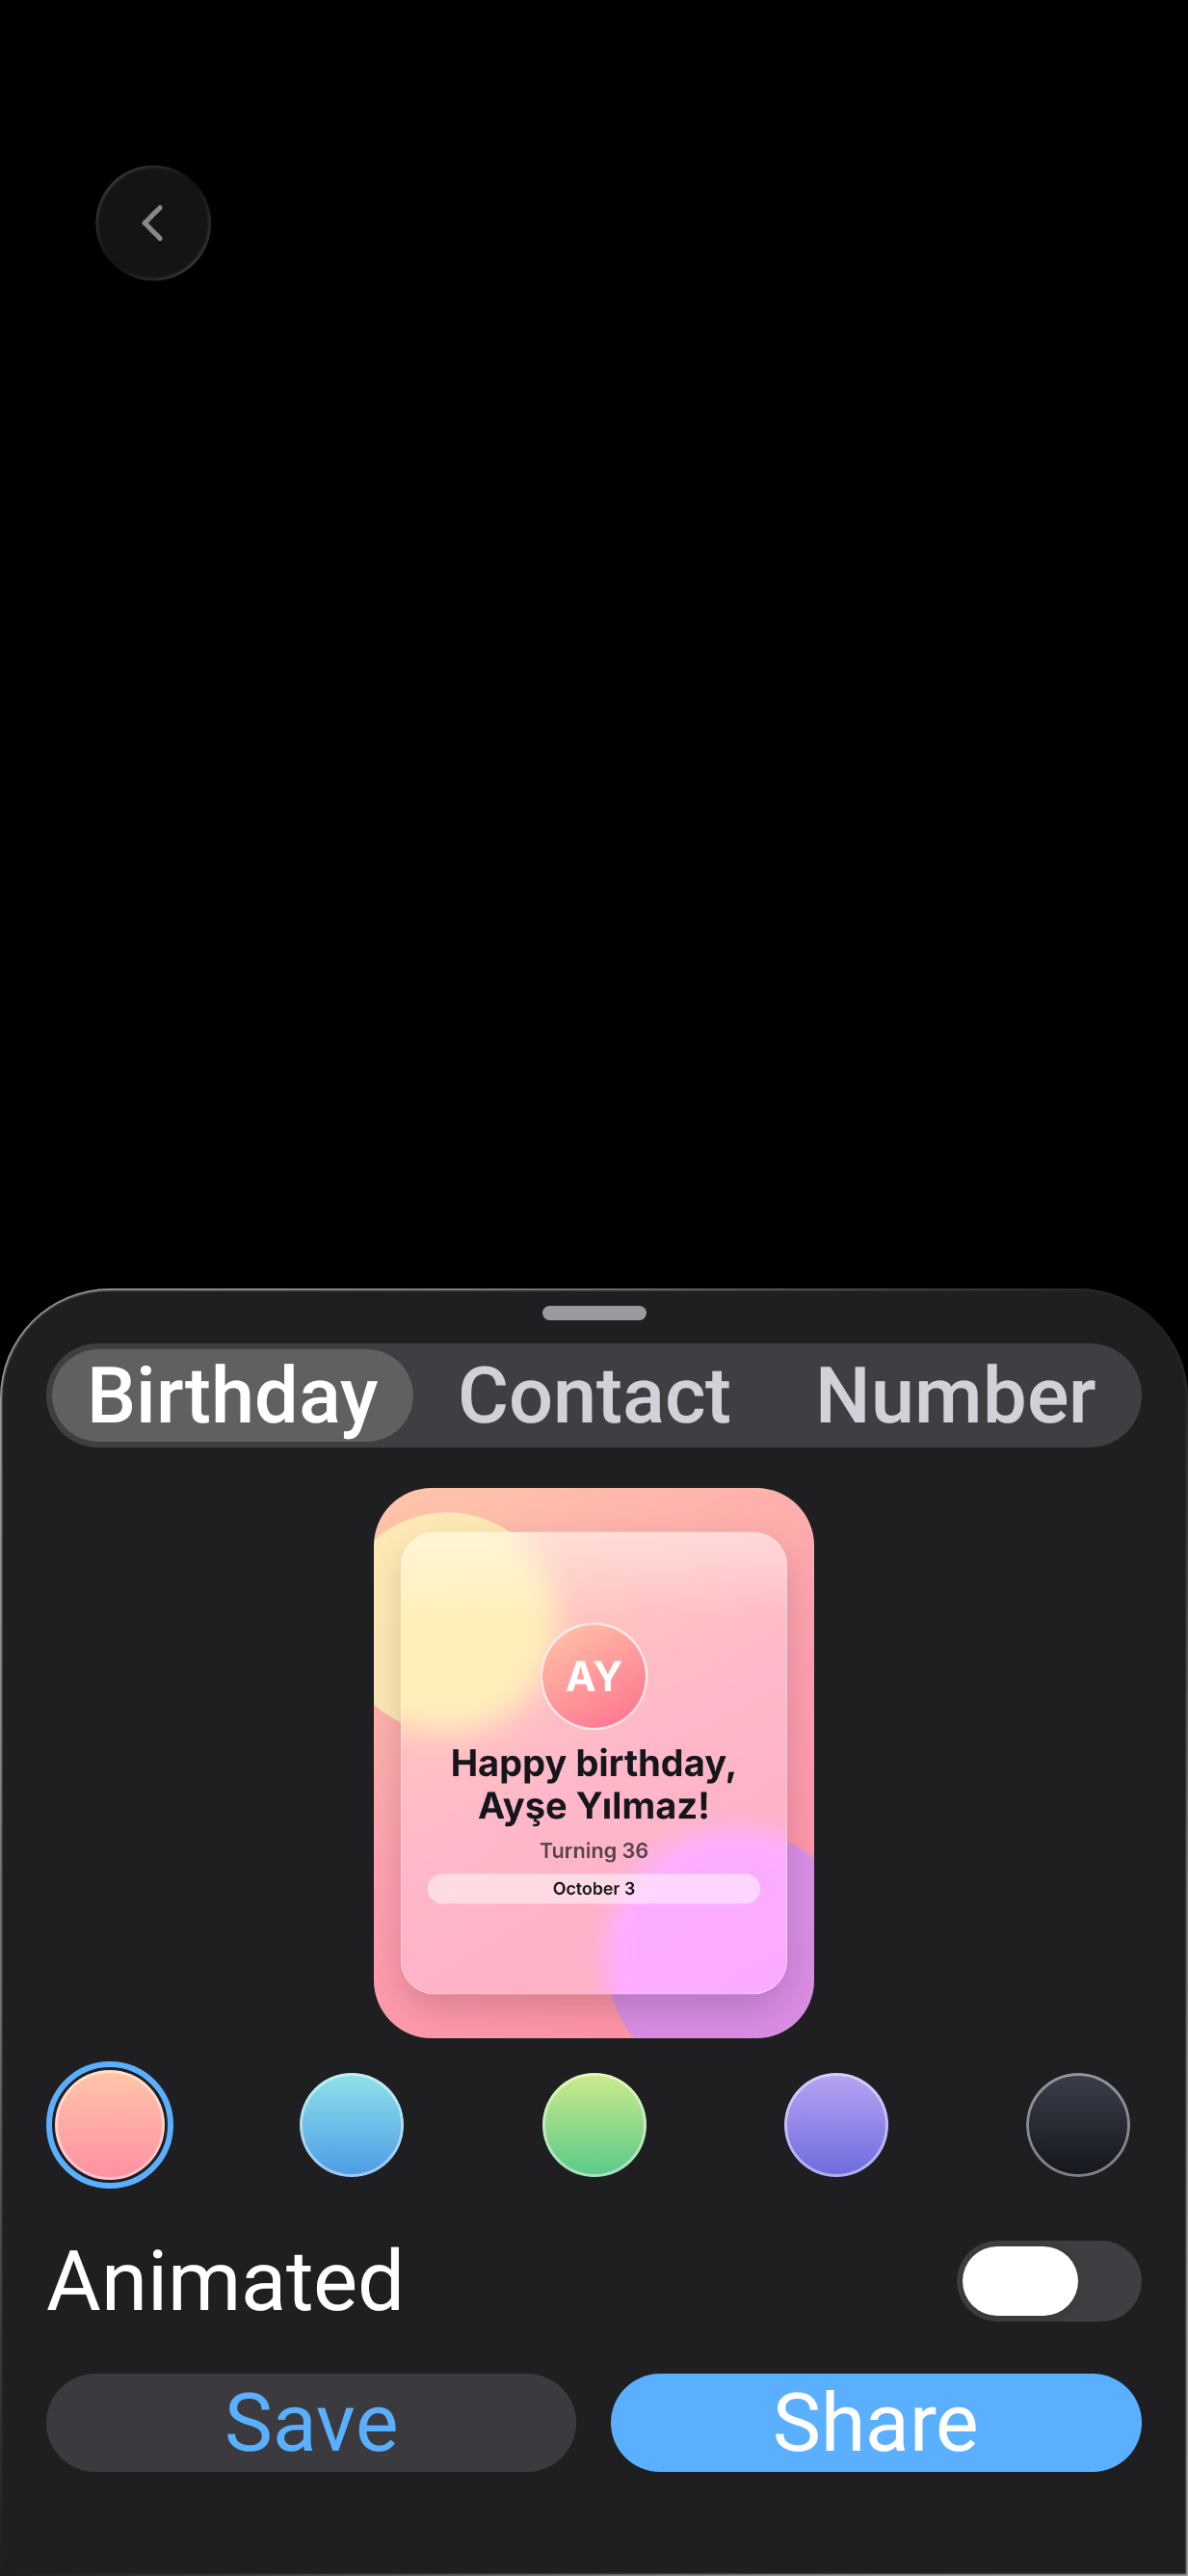 Birthday Contact Number
AY
Happy birthday,
Ayşe Yılmaz!
Turning 36
October 3
Animated
Save Share